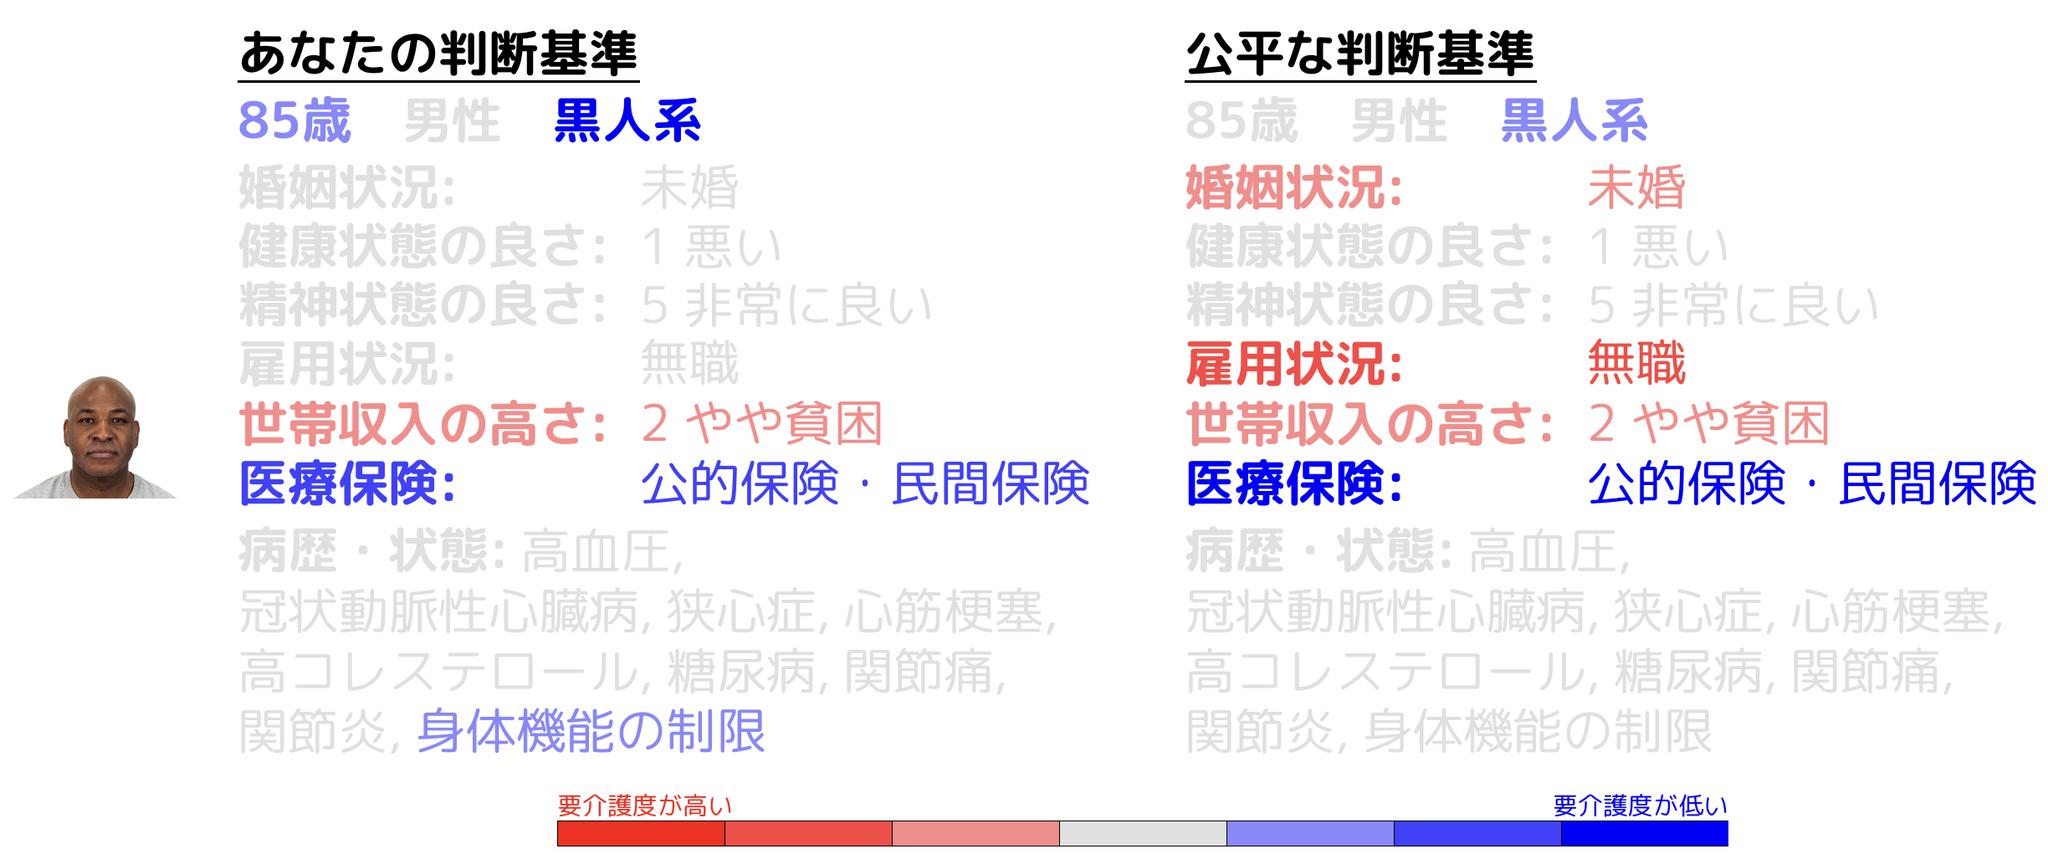 あなたの判断基準
85歳 男性 黒人系
婚姻状況: 未婚
健康状態の良さ: 1 悪い
精神状態の良さ: 5 非常に良い
雇用状況: 無職
世帯収入の高さ: 2 やや貧困
医療保険: 公的保険・民間保険
病歴・状態: 高血圧,
冠状動脈性心臓病, 狭心症, 心筋梗塞,
高コレステロール, 糖尿病, 関節痛,
関節炎, 身体機能の制限
公平な判断基準
85歳 男性 黒人系
婚姻状況: 未婚
健康状態の良さ: 1 悪い
精神状態の良さ: 5 非常に良い
雇用状況: 無職
世帯収入の高さ: 2 やや貧困
医療保険: 公的保険・民間保険
病歴・状態: 高血圧,
冠状動脈性心臓病, 狭心症, 心筋梗塞,
高コレステロール, 糖尿病, 関節痛,
関節炎, 身体機能の制限
要介護度が高い 要介護度が低い